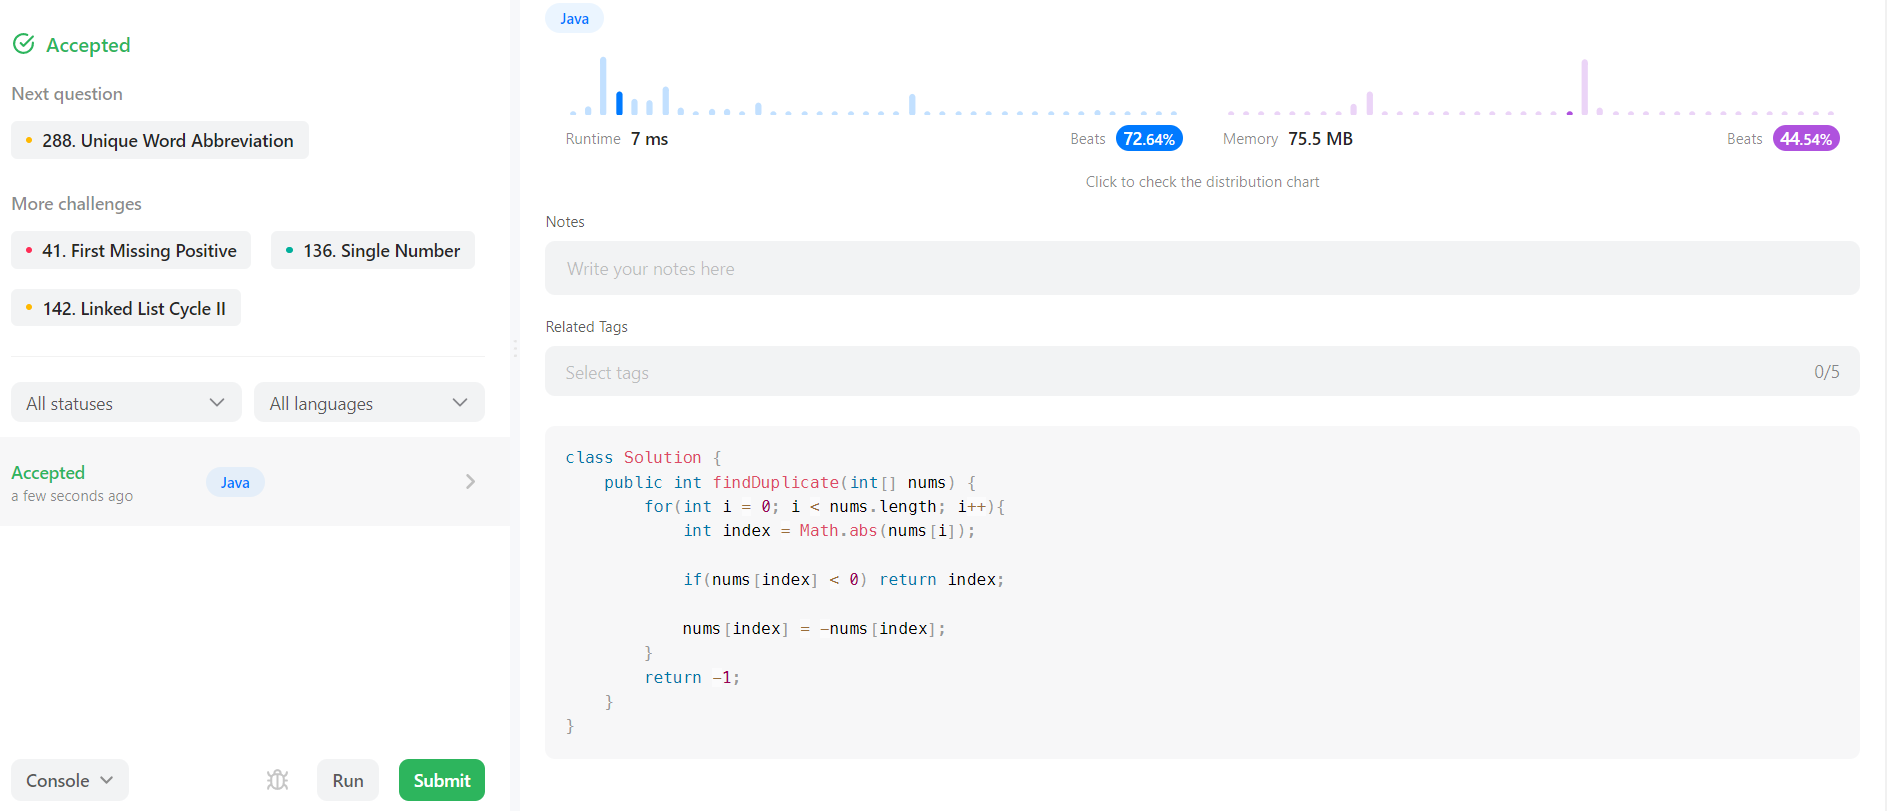 Accepted
Next question
288. Unique Word Abbreviation
More challenges
41. First Missing Positive
136. Single Number
142. Linked List Cycle II
All statuses
All languages
Accepted
a few seconds ago
Java
Console
Run
Submit
Java
Runtime 7 ms
Beats 72.64%
Memory 75.5 MB
Beats 44.54%
Click to check the distribution chart
Notes
Write your notes here
Related Tags
Select tags
0/5
class Solution {
    public int findDuplicate(int[] nums) {
        for(int i = 0; i < nums.length; i++){
            int index = Math.abs(nums[i]);
            if(nums[index] < 0) return index;
            nums[index] = -nums[index];
        }
        return -1;
    }
}